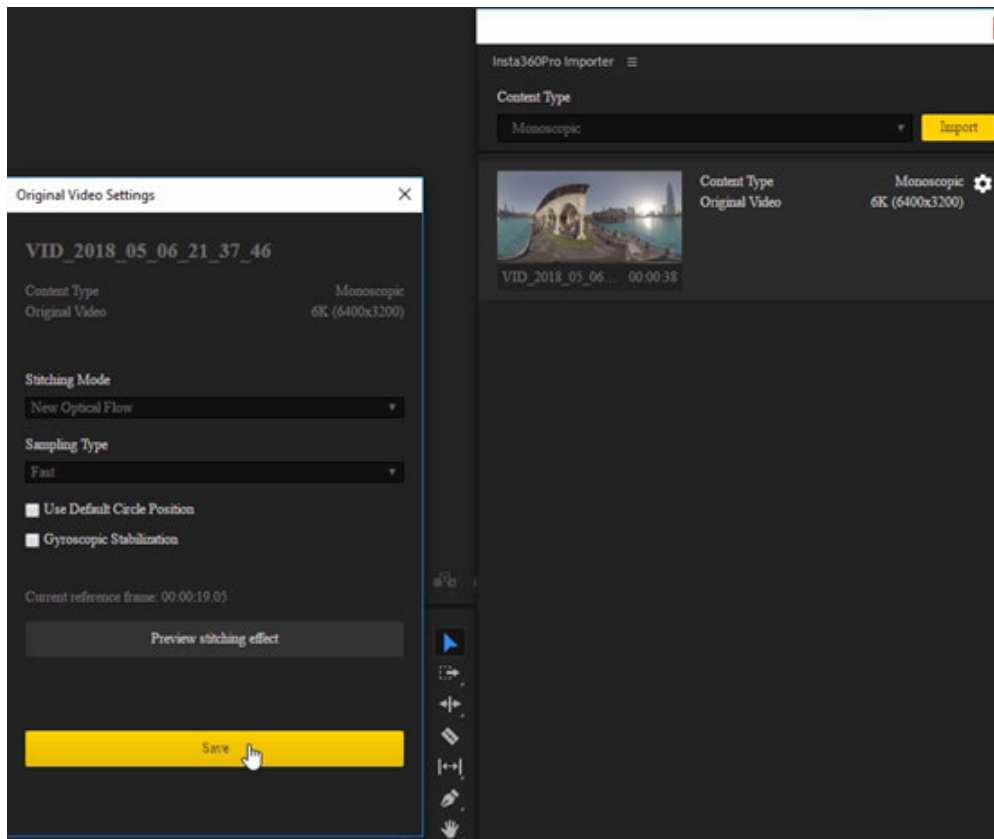 Insta360Pro Importer
Content Type
Monoscopic
Import
Content Type Monoscopic
Original Video 6K (6400x3200)
VID_2018_05_06... 00:00:38
Original Video Settings
VID_2018_05_06_21_37_46
Content Type Monoscopic
Original Video 6K (6400x3200)
Stitching Mode
New Optical Flow
Sampling Type
Fast
Use Default Circle Position
Gyroscopic Stabilization
Current reference frame: 00:00:19.05
Preview stitching effect
Save